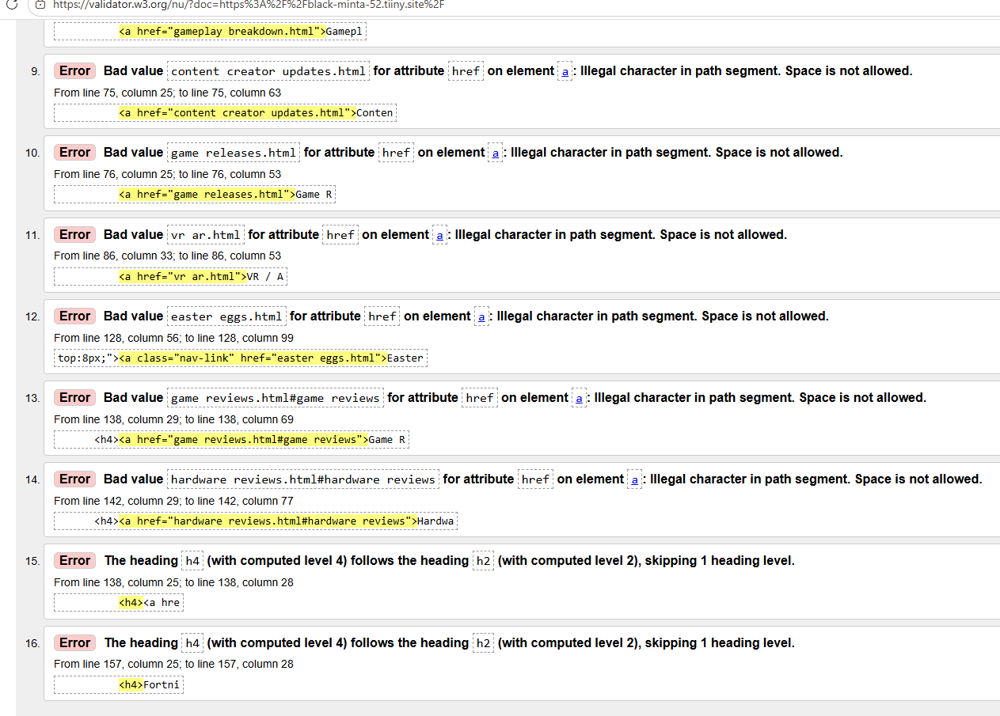 https://validator.w3.org/nu/?doc=https%3A%2F%2Fblack-minta-52.tiiny.site%2F
<a href="gameplay breakdown.html">Gamepl
9. Error Bad value content creator updates.html for attribute href on element a: Illegal character in path segment. Space is not allowed.
From line 75, column 25; to line 75, column 63
<a href="content creator updates.html">Conten
10. Error Bad value game releases.html for attribute href on element a: Illegal character in path segment. Space is not allowed.
From line 76, column 25; to line 76, column 53
<a href="game releases.html">Game R
11. Error Bad value vr ar.html for attribute href on element a: Illegal character in path segment. Space is not allowed.
From line 86, column 33; to line 86, column 53
<a href="vr ar.html">VR / A
12. Error Bad value easter eggs.html for attribute href on element a: Illegal character in path segment. Space is not allowed.
From line 128, column 56; to line 128, column 99
top:8px;"><a class="nav-link" href="easter eggs.html">Easter
13. Error Bad value game reviews.html#game reviews for attribute href on element a: Illegal character in path segment. Space is not allowed.
From line 138, column 29; to line 138, column 69
<h4><a href="game reviews.html#game reviews">Game R
14. Error Bad value hardware reviews.html#hardware reviews for attribute href on element a: Illegal character in path segment. Space is not allowed.
From line 142, column 29; to line 142, column 77
<h4><a href="hardware reviews.html#hardware reviews">Hardwa
15. Error The heading h4 (with computed level 4) follows the heading h2 (with computed level 2), skipping 1 heading level.
From line 138, column 25; to line 138, column 28
<h4><a hre
16. Error The heading h4 (with computed level 4) follows the heading h2 (with computed level 2), skipping 1 heading level.
From line 157, column 25; to line 157, column 28
<h4>Fortni